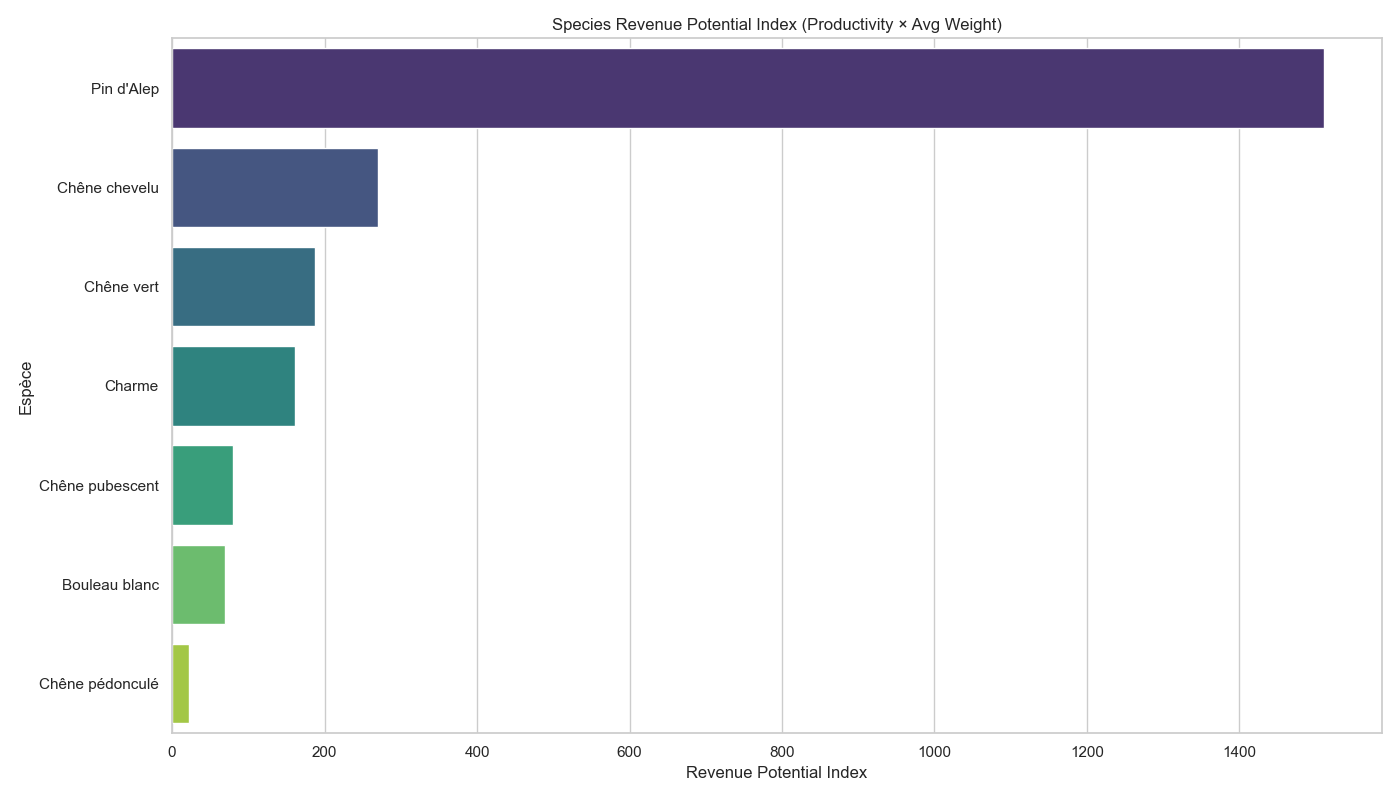 Species Revenue Potential Index (Productivity × Avg Weight)
Pin d'Alep
Chêne chevelu
Chêne vert
Charme
Chêne pubescent
Bouleau blanc
Chêne pédonculé
Espèce
0 200 400 600 800 1000 1200 1400
Revenue Potential Index